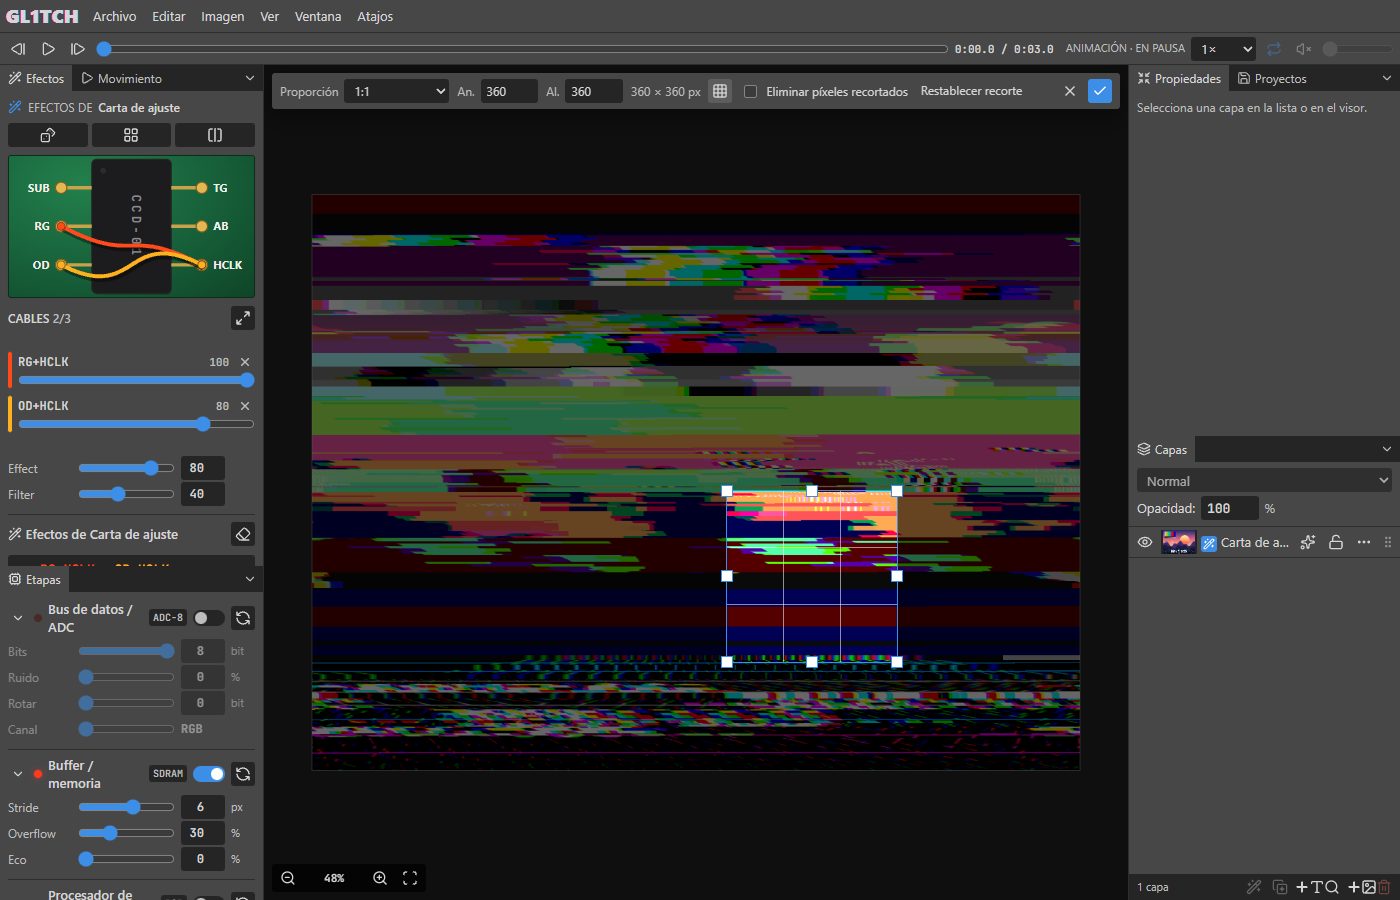 GL1TCH Archivo Editar Imagen Ver Ventana Atajos
0:00.0 / 0:03.0 ANIMACIÓN · EN PAUSA 1×
Efectos Movimiento
EFECTOS DE Carta de ajuste
SUB TG
RG AB
OD HCLK
CCD-01
CABLES 2/3
RG+HCLK 100
OD+HCLK 80
Effect 80
Filter 40
Efectos de Carta de ajuste
Etapas
Bus de datos / ADC ADC-8
Bits 8 bit
Ruido 0 %
Rotar 0 bit
Canal RGB
Buffer / memoria SDRAM
Stride 6 px
Overflow 30 %
Eco 0 %
Procesador de
Proporción 1:1 An. 360 Al. 360 360 × 360 px Eliminar píxeles recortados Restablecer recorte
48%
Propiedades Proyectos
Selecciona una capa en la lista o en el visor.
Capas
Normal
Opacidad: 100 %
Carta de a...
1 capa